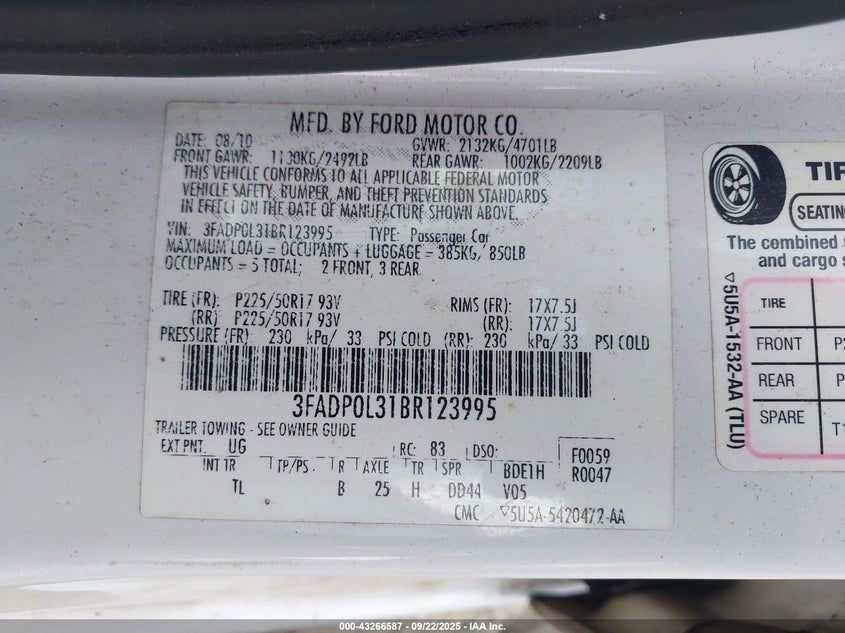 MFD. BY FORD MOTOR CO.
DATE: 08/10 GVWR: 2132KG/4701LB
FRONT GAWR: 1130KG/2492LB REAR GAWR: 1002KG/2209LB
THIS VEHICLE CONFORMS TO ALL APPLICABLE FEDERAL MOTOR
VEHICLE SAFETY, BUMPER, AND THEFT PREVENTION STANDARDS
IN EFFECT ON THE DATE OF MANUFACTURE SHOWN ABOVE.
VIN: 3FADP0L31BR123995 TYPE: Passenger Car
MAXIMUM LOAD = OCCUPANTS + LUGGAGE = 385KG/ 850LB
OCCUPANTS = 5 TOTAL; 2 FRONT, 3 REAR
TIRE (FR): P225/50R17 93V RIMS (FR): 17X7.5J
(RR) P225/50R17 93V (RR): 17X7.5J
PRESSURE (FR): 230 kPa/ 33 PSI COLD (RR): 230 kPa/ 33 PSI COLD
3FADP0L31BR123995
TRAILER TOWING - SEE OWNER GUIDE
EXT PNT: UG RC: 83 DSO: F0059
INT TR TP/PS R AXLE TR SPR BDE1H R0047
TL B 25 H DD44 V05
CMC ▽5U5A-5420472-AA
TIR
SEATING
The combined
and cargo s
TIRE
FRONT P2
REAR P
SPARE T1
▽5U5A-1532-AA (TLU)
000-43266587 - 09/22/2025 - IAA Inc.